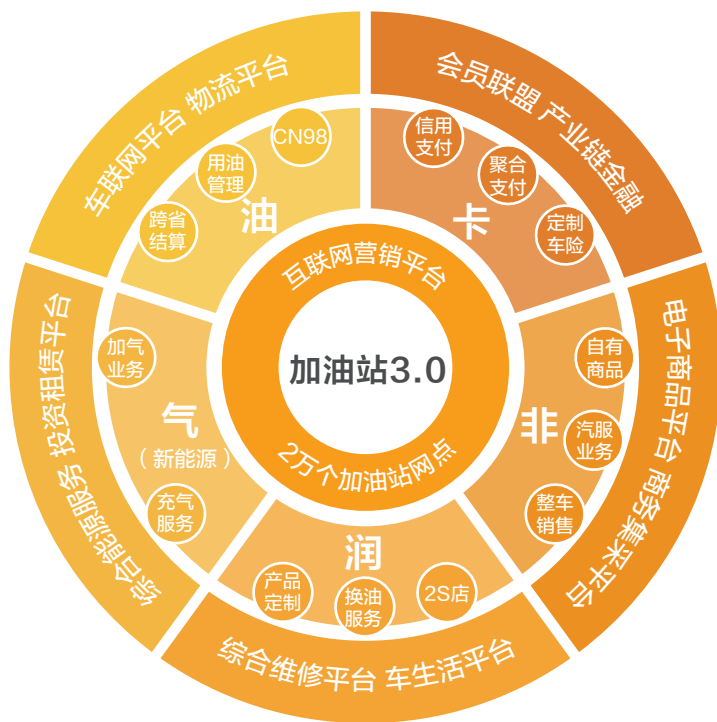 加油站3.0
互联网营销平台
2万个加油站网点
车联网平台 物流平台
油
CN98
用油
管理
跨省
结算
会员联盟 产业链金融
卡
信用
支付
聚合
支付
定制
车险
电子商品平台 商务集采平台
非
自有
商品
汽服
业务
整车
销售
综合维修平台 车生活平台
润
产品
定制
换油
服务
2S店
综合能源服务 投资租赁平台
气
（新能源）
加气
业务
充气
服务